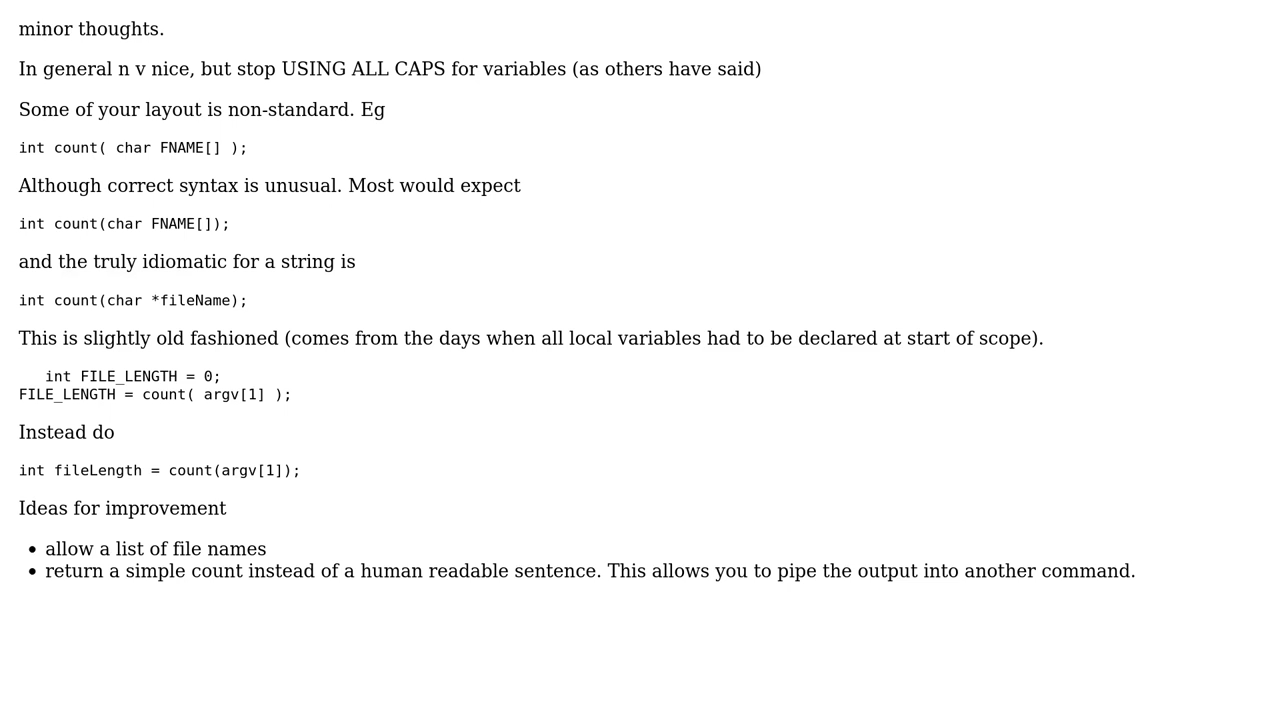 minor thoughts.
In general n v nice, but stop USING ALL CAPS for variables (as others have said)
Some of your layout is non-standard. Eg
int count( char FNAME[] );
Although correct syntax is unusual. Most would expect
int count(char FNAME[]);
and the truly idiomatic for a string is
int count(char *fileName);
This is slightly old fashioned (comes from the days when all local variables had to be declared at start of scope).
   int FILE_LENGTH = 0;
FILE_LENGTH = count( argv[1] );
Instead do
int fileLength = count(argv[1]);
Ideas for improvement
• allow a list of file names
• return a simple count instead of a human readable sentence. This allows you to pipe the output into another command.